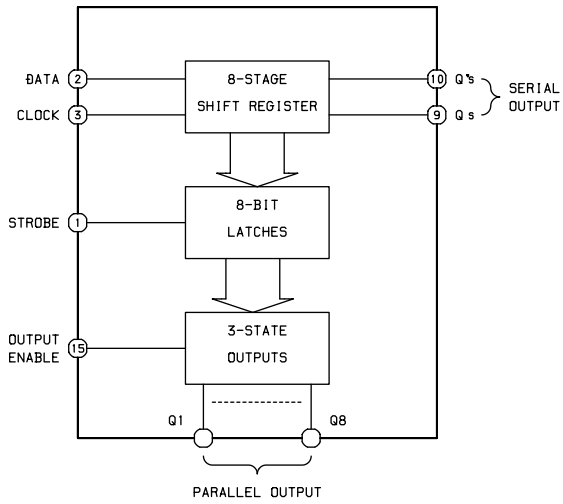 DATA
2
8-STAGE
SHIFT REGISTER
10
Q's
CLOCK
3
9
Qs
SERIAL
OUTPUT
STROBE
1
8-BIT
LATCHES
OUTPUT
ENABLE
15
3-STATE
OUTPUTS
Q1
Q8
PARALLEL OUTPUT